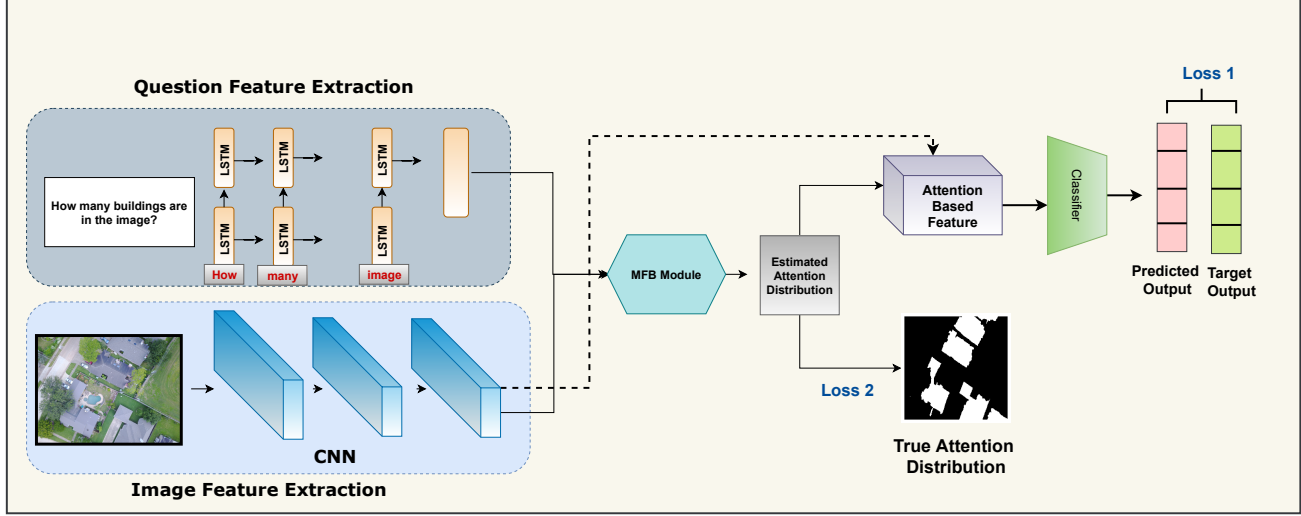 Question Feature Extraction
How many buildings are
in the image?
LSTM
LSTM
LSTM
LSTM
LSTM
LSTM
How
many
image
CNN
Image Feature Extraction
MFB Module
Estimated
Attention
Distribution
Attention
Based
Feature
Classifier
Loss 1
Predicted
Output
Target
Output
Loss 2
True Attention
Distribution